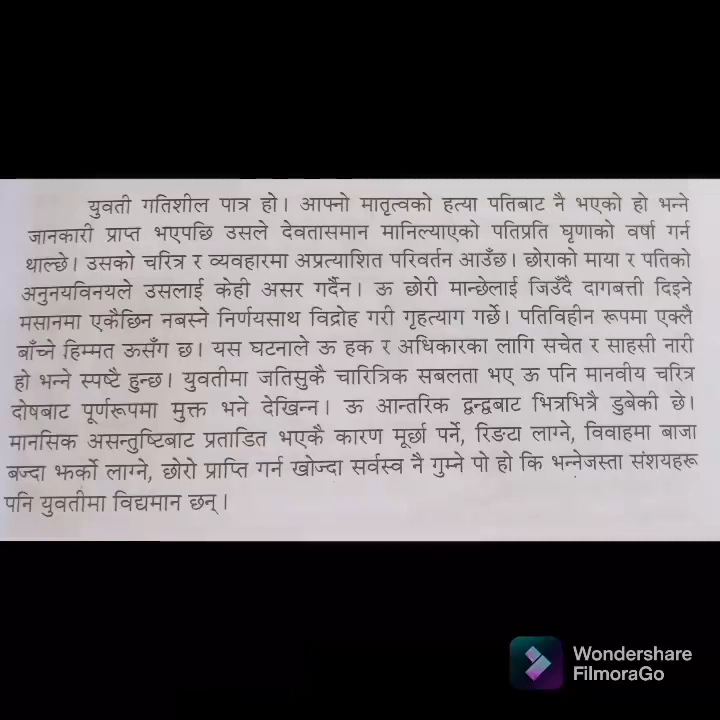 युवती गतिशील पात्र हो। आफ्नो मातृत्वको हत्या पतिबाट नै भएको हो भन्ने
जानकारी प्राप्त भएपछि उसले देवतासमान मानिल्याएको पतिप्रति घृणाको वर्षा गर्न
थाल्छे। उसको चरित्र र व्यवहारमा अप्रत्याशित परिवर्तन आउँछ। छोराको माया र पतिको
अनुनयविनयले उसलाई केही असर गर्दैन। ऊ छोरी मान्छेलाई जिउँदै दागबत्ती दिइने
मसानमा एकैछिन नबस्ने निर्णयसाथ विद्रोह गरी गृहत्याग गर्छे। पतिविहीन रूपमा एक्लै
बाँच्ने हिम्मत ऊसँग छ। यस घटनाले ऊ हक र अधिकारका लागि सचेत र साहसी नारी
हो भन्ने स्पष्टै हुन्छ। युवतीमा जतिसुकै चारित्रिक सबलता भए ऊ पनि मानवीय चरित्र
दोषबाट पूर्णरूपमा मुक्त भने देखिन्न। ऊ आन्तरिक द्वन्द्वबाट भित्रभित्रै डुबेकी छे।
मानसिक असन्तुष्टिबाट प्रताडित भएकै कारण मूर्छा पर्ने, रिङटा लाग्ने, विवाहमा बाजा
बज्दा झर्को लाग्ने, छोरो प्राप्ति गर्न खोज्दा सर्वस्व नै गुम्ने पो हो कि भन्नेजस्ता संशयहरू
पनि युवतीमा विद्यमान छन्।
Wondershare
FilmoraGo